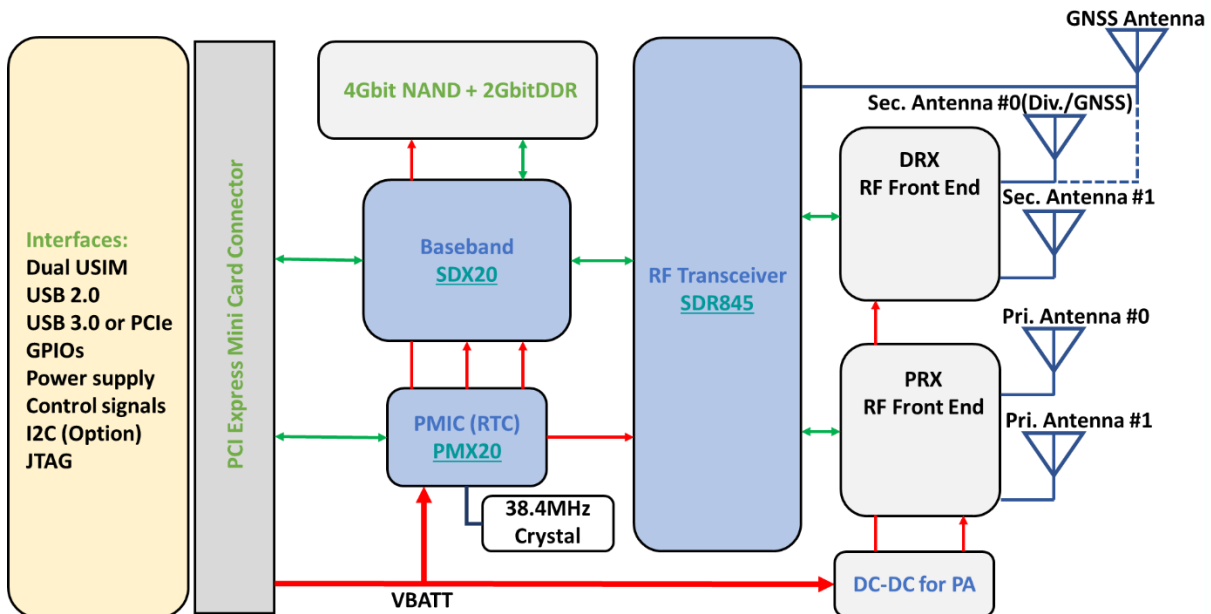 GNSS Antenna
4Gbit NAND + 2GbitDDR
Sec. Antenna #0(Div./GNSS)
DRX
RF Front End
Sec. Antenna #1
PCI Express Mini Card Connector
Interfaces:
Dual USIM
USB 2.0
USB 3.0 or PCIe
GPIOs
Power supply
Control signals
I2C (Option)
JTAG
Baseband
SDX20
RF Transceiver
SDR845
Pri. Antenna #0
PRX
RF Front End
Pri. Antenna #1
PMIC (RTC)
PMX20
38.4MHz
Crystal
DC-DC for PA
VBATT